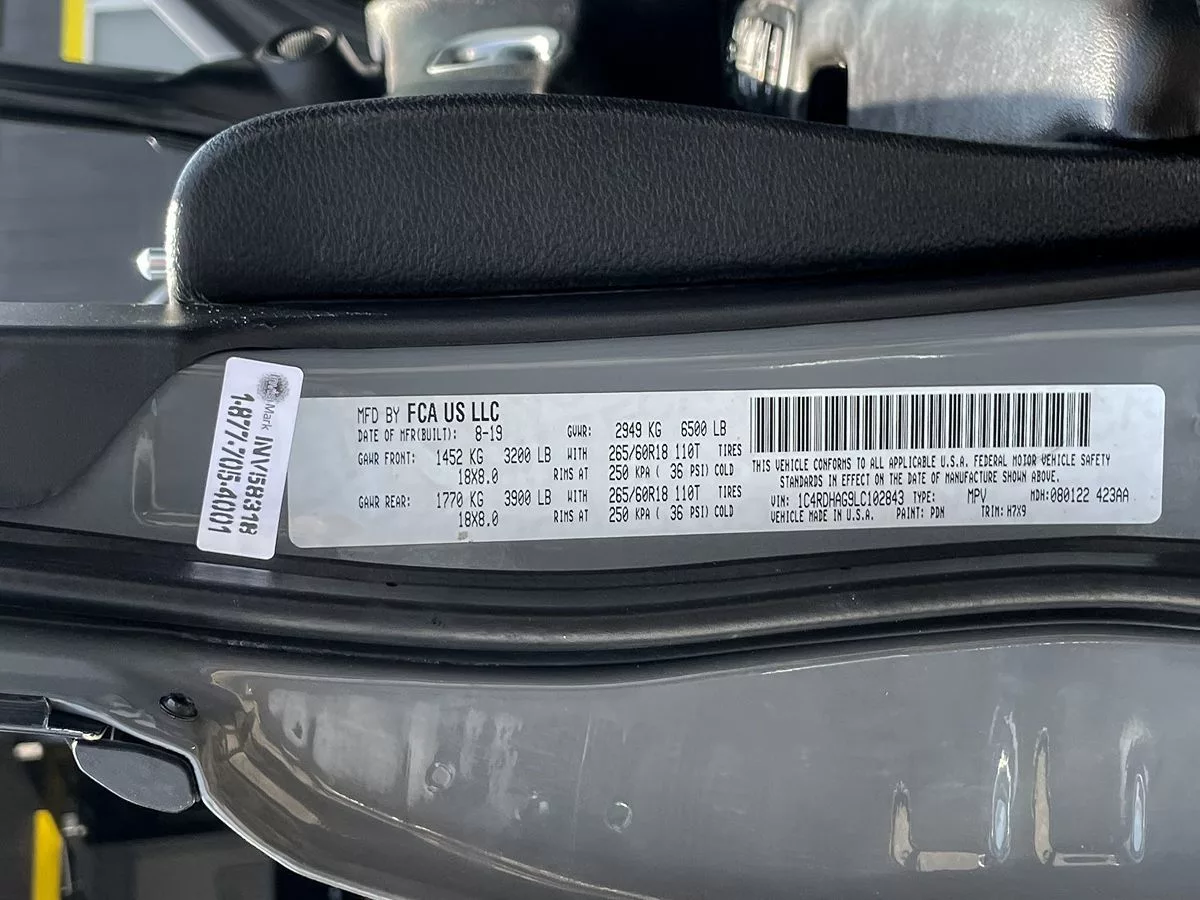 Mark INV58318
1-877-705-4001
MFD BY FCA US LLC
DATE OF MFR(BUILT): 8-19 GVWR: 2949 KG 6500 LB
GAWR FRONT: 1452 KG 3200 LB WITH 265/60R18 110T TIRES
18X8.0 RIMS AT 250 KPA ( 36 PSI) COLD
GAWR REAR: 1770 KG 3900 LB WITH 265/60R18 110T TIRES
18X8.0 RIMS AT 250 KPA ( 36 PSI) COLD
THIS VEHICLE CONFORMS TO ALL APPLICABLE U.S.A. FEDERAL MOTOR VEHICLE SAFETY
STANDARDS IN EFFECT ON THE DATE OF MANUFACTURE SHOWN ABOVE.
VIN: 1C4RDHAG9LC102843 TYPE: MPV MDH:080122 423AA
VEHICLE MADE IN U.S.A. PAINT: PDN TRIM: H7X9